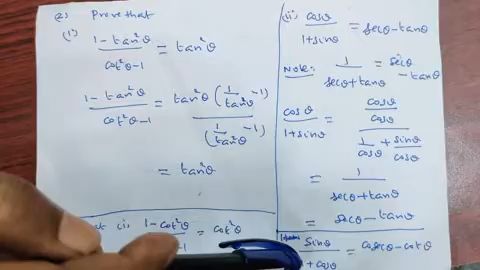 (2) Prove that
(i)
(1 - tan²θ)/(cot²θ - 1) = tan²θ
(1 - tan²θ)/(cot²θ - 1) = tan²θ (1/tan²θ - 1)/(1/tan²θ - 1)
= tan²θ
1 - cot²θ = cot²θ
(ii) cosθ/(1 + sinθ) = secθ - tanθ
Note: 1/(secθ + tanθ) = secθ - tanθ
cosθ/(1 + sinθ) = (cosθ/cosθ)/(1/cosθ + sinθ/cosθ)
= 1/(secθ + tanθ)
= secθ - tanθ
sinθ/(1 + cosθ) = cosecθ - cotθ